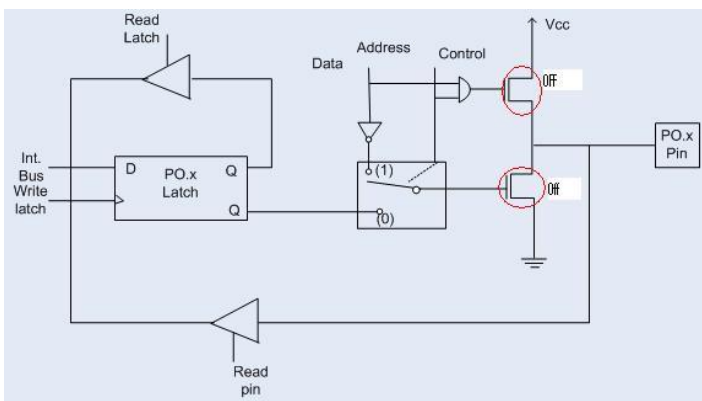 Read
Latch
Vcc
Address
Control
Data
Off
PO.x
Pin
Int.
Bus
Write
latch
D
PO.x
Latch
Q
Q
(1)
(0)
Off
Read
pin